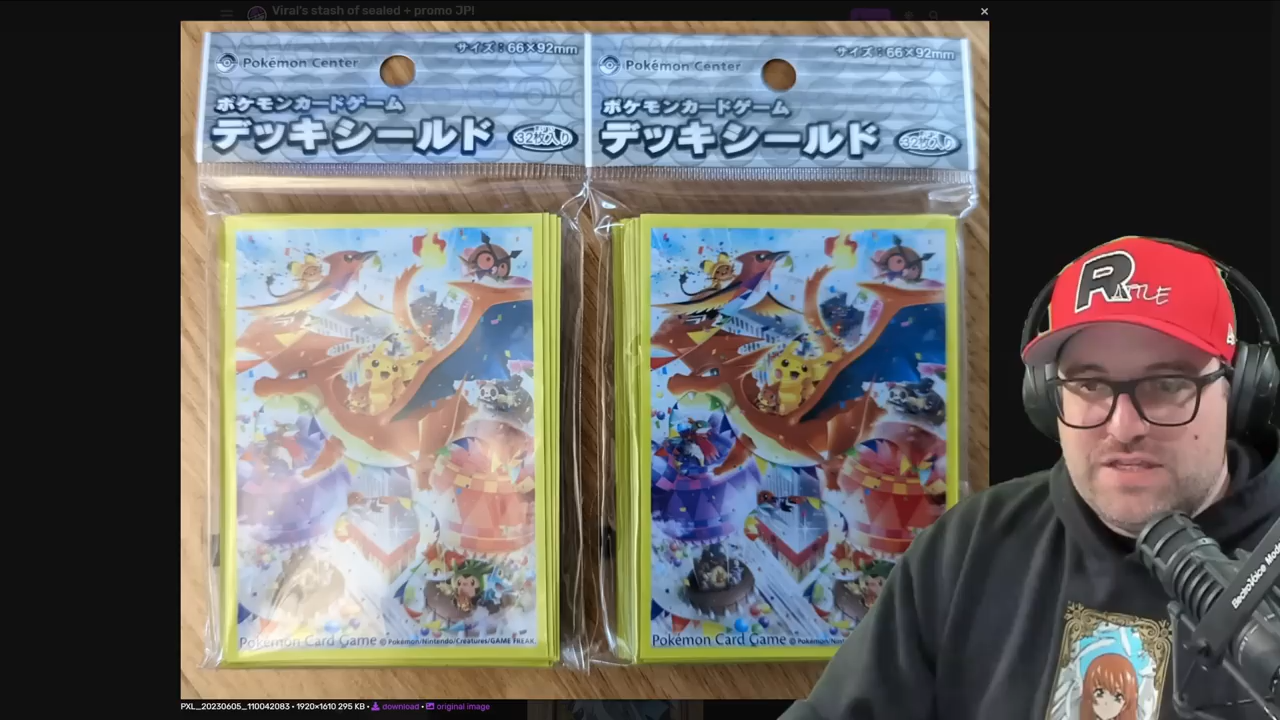 Viral's stash of sealed + promo JP!
×
サイズ:66×92mm
Pokémon Center
ポケモンカードゲーム
デッキシールド
32枚入り
サイズ:66×92mm
Pokémon Center
ポケモンカードゲーム
デッキシールド
32枚入り
RATTLE
Pokémon Card Game © Pokémon/Nintendo/Creatures/GAME FREAK.
Pokémon Card Game © Pokémon/Nin
PXL_20230605_110042083 • 1920×1610 295 KB • download • original image